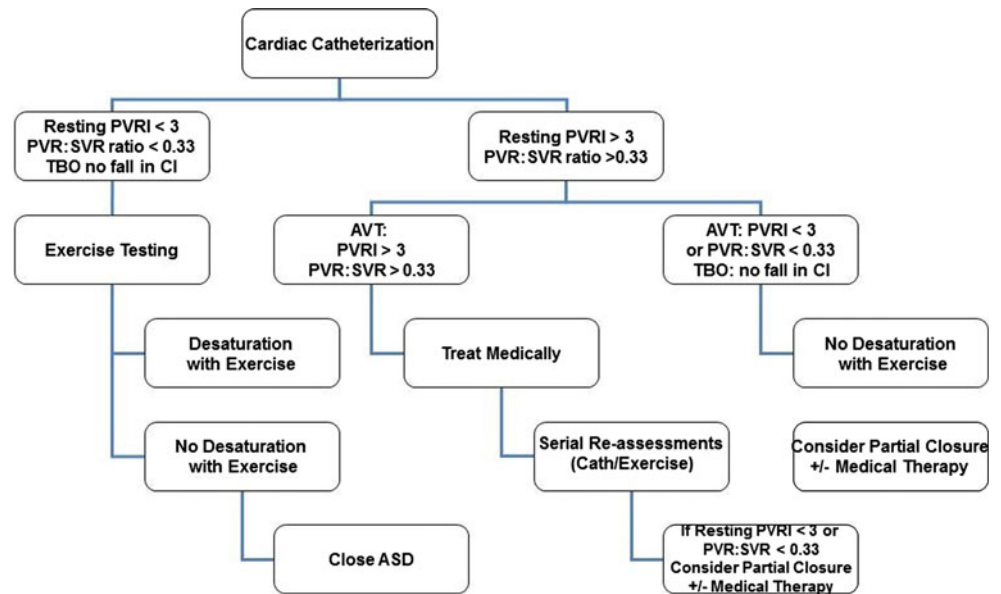 Cardiac Catheterization
Resting PVRI < 3
PVR: SVR ratio < 0.33
TBO no fall in CI
Resting PVRI > 3
PVR: SVR ratio >0.33
Exercise Testing
AVT:
PVRI > 3
PVR: SVR > 0.33
AVT: PVRI < 3
or PVR: SVR < 0.33
TBO: no fall in CI
Desaturation
with Exercise
Treat Medically
No Desaturation
with Exercise
No Desaturation
with Exercise
Serial Re-assessments
(Cath/Exercise)
Consider Partial Closure
+/- Medical Therapy
Close ASD
If Resting PVRI < 3 or
PVR: SVR < 0.33
Consider Partial Closure
+/- Medical Therapy